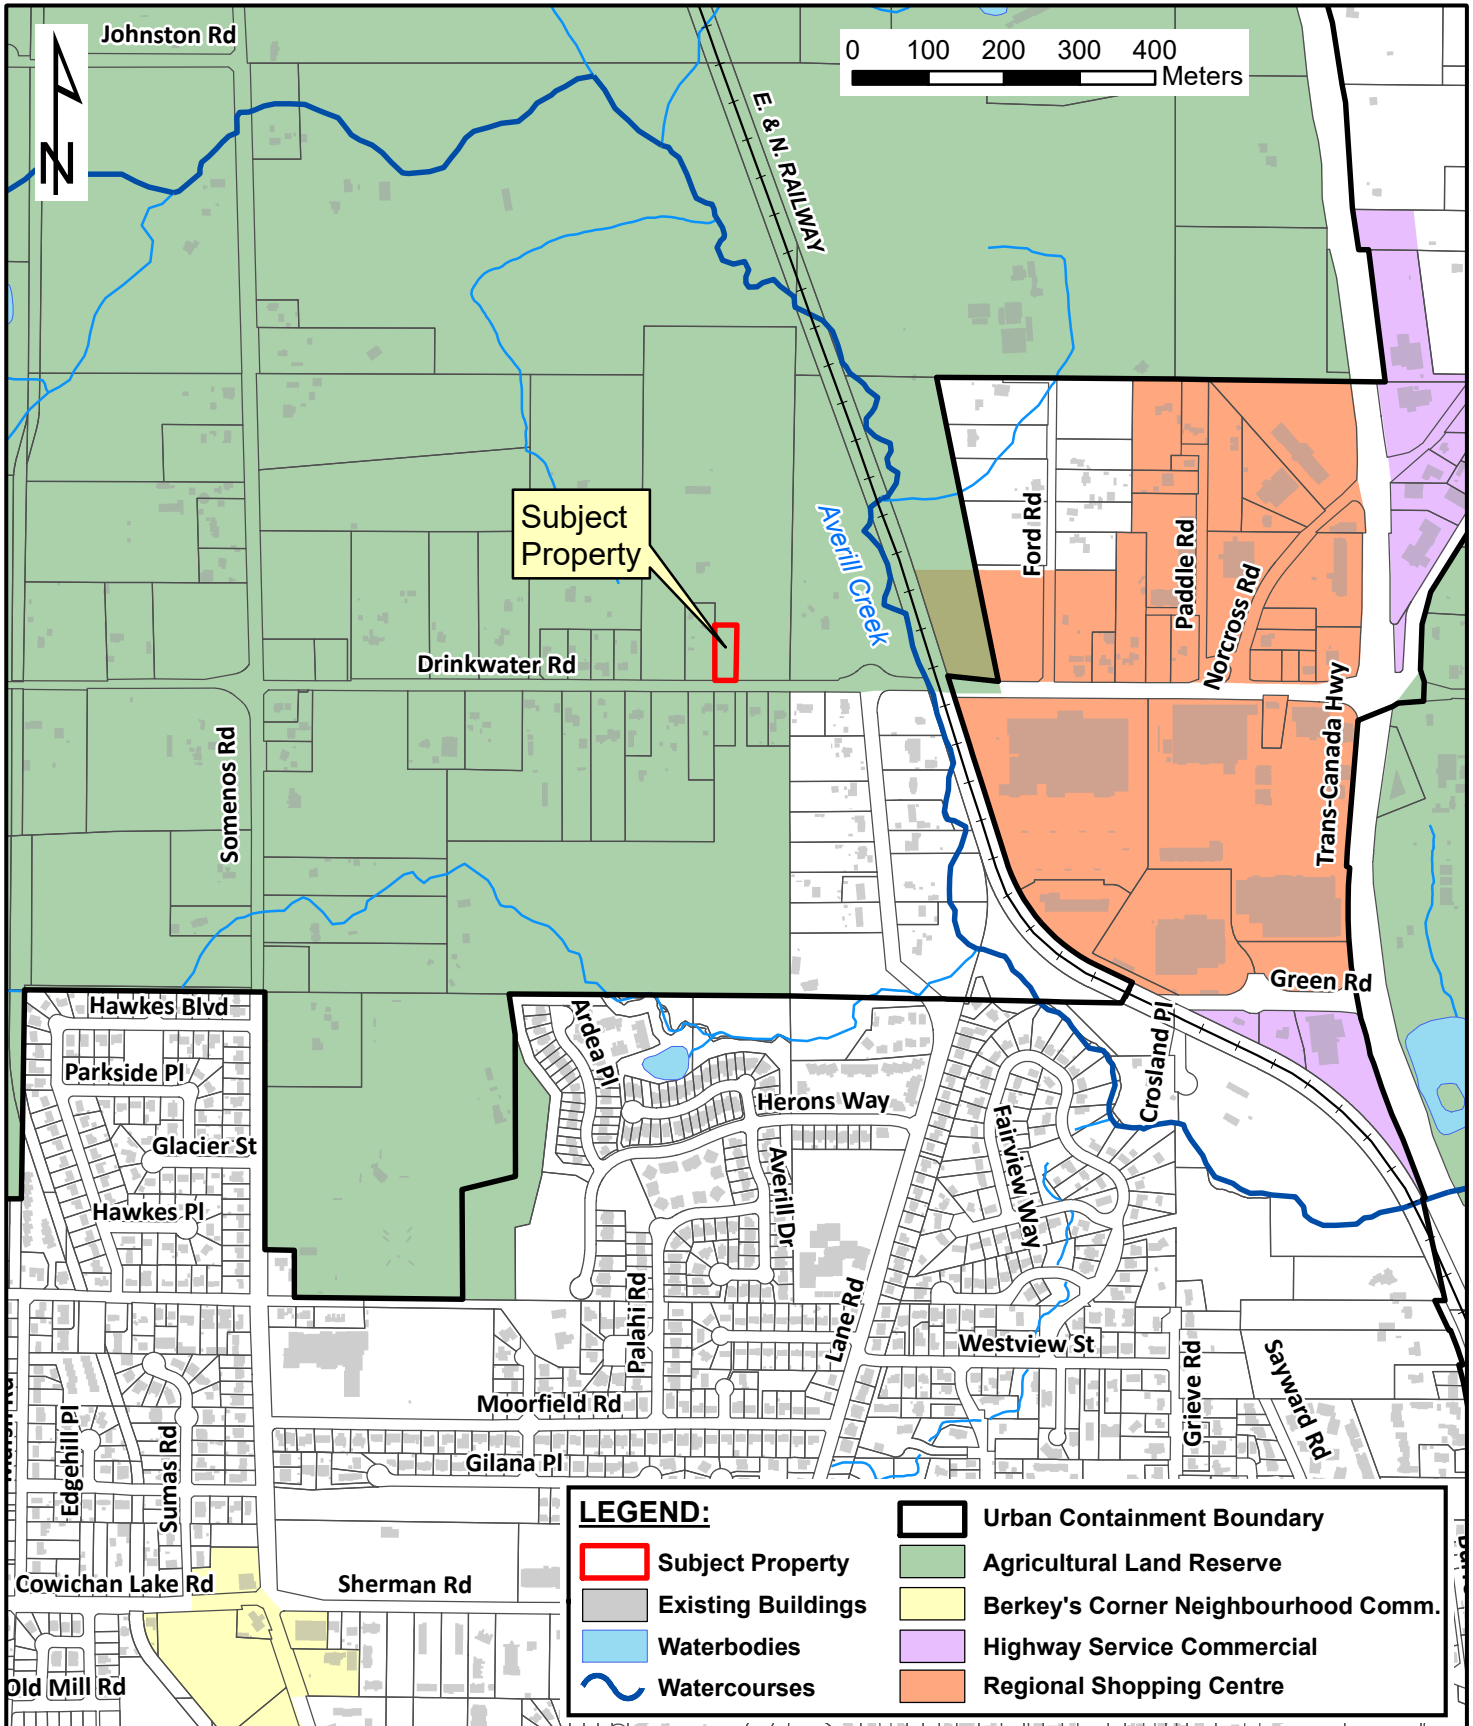 Johnston Rd
0 100 200 300 400
Meters
N
E. & N. RAILWAY
Subject
Property
Averill Creek
Ford Rd
Paddle Rd
Norcross Rd
Drinkwater Rd
Somenos Rd
Trans-Canada Hwy
Green Rd
Hawkes Blvd
Ardea Pl
Crosland Pl
Parkside Pl
Herons Way
Glacier St
Fairview Way
Averill Dr
Hawkes Pl
Palahi Rd
Lane Rd
Westview St
Grieve Rd
Sayward Rd
Moorfield Rd
Edgehill Pl
Sumas Rd
Gilana Pl
Cowichan Lake Rd
Sherman Rd
Old Mill Rd
LEGEND:
Subject Property
Existing Buildings
Waterbodies
Watercourses
Urban Containment Boundary
Agricultural Land Reserve
Berkey's Corner Neighbourhood Comm.
Highway Service Commercial
Regional Shopping Centre